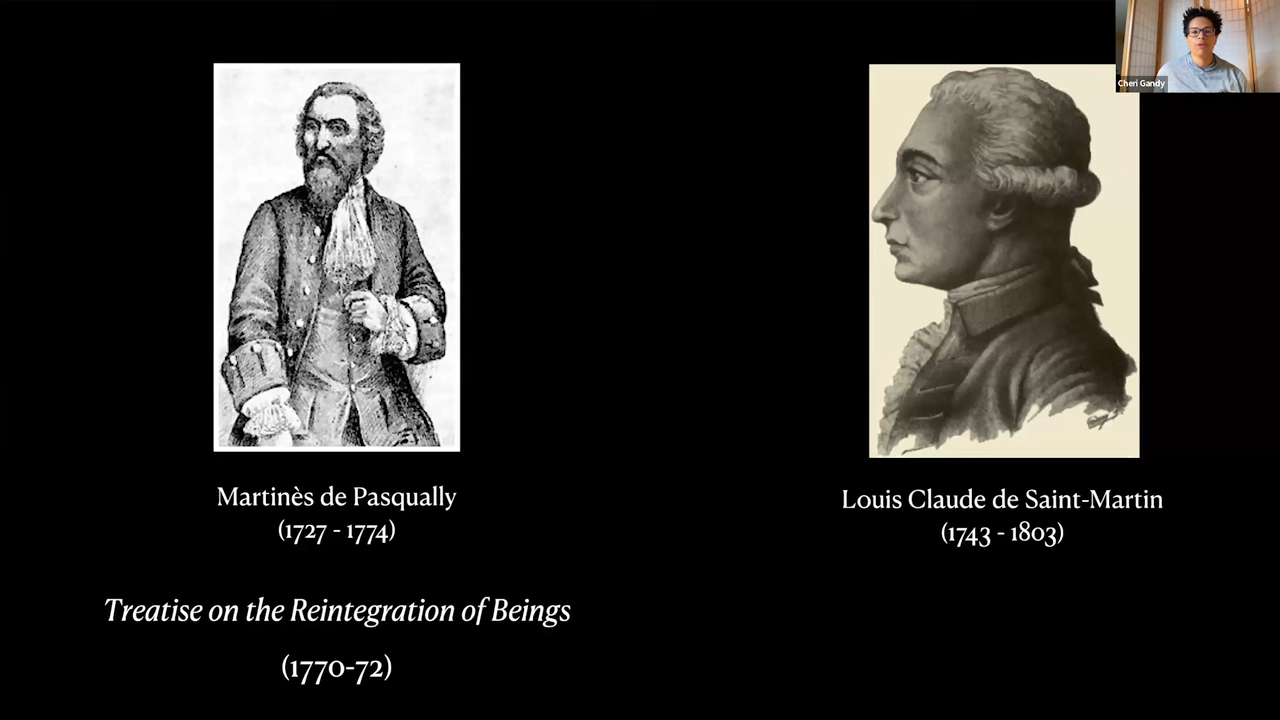 Cheri Gandy
Martinès de Pasqually
(1727 - 1774)
Louis Claude de Saint-Martin
(1743 - 1803)
Treatise on the Reintegration of Beings
(1770-72)